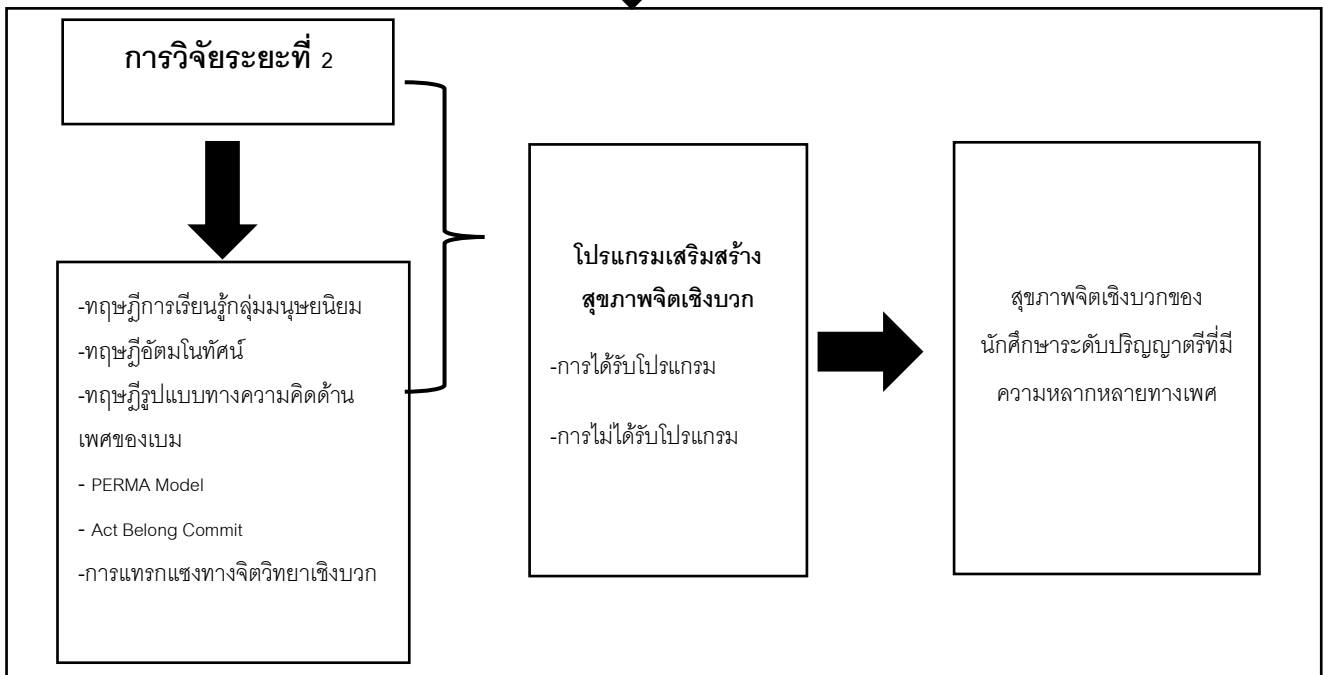 การวิจัยระยะที่ 2
-ทฤษฎีการเรียนรู้กลุ่มมนุษยนิยม
-ทฤษฎีอัตมโนทัศน์
-ทฤษฎีรูปแบบทางความคิดด้าน
เพศของเบม
- PERMA Model
- Act Belong Commit
-การแทรกแซงทางจิตวิทยาเชิงบวก
โปรแกรมเสริมสร้าง
สุขภาพจิตเชิงบวก
-การได้รับโปรแกรม
-การไม่ได้รับโปรแกรม
สุขภาพจิตเชิงบวกของ
นักศึกษาระดับปริญญาตรีที่มี
ความหลากหลายทางเพศ